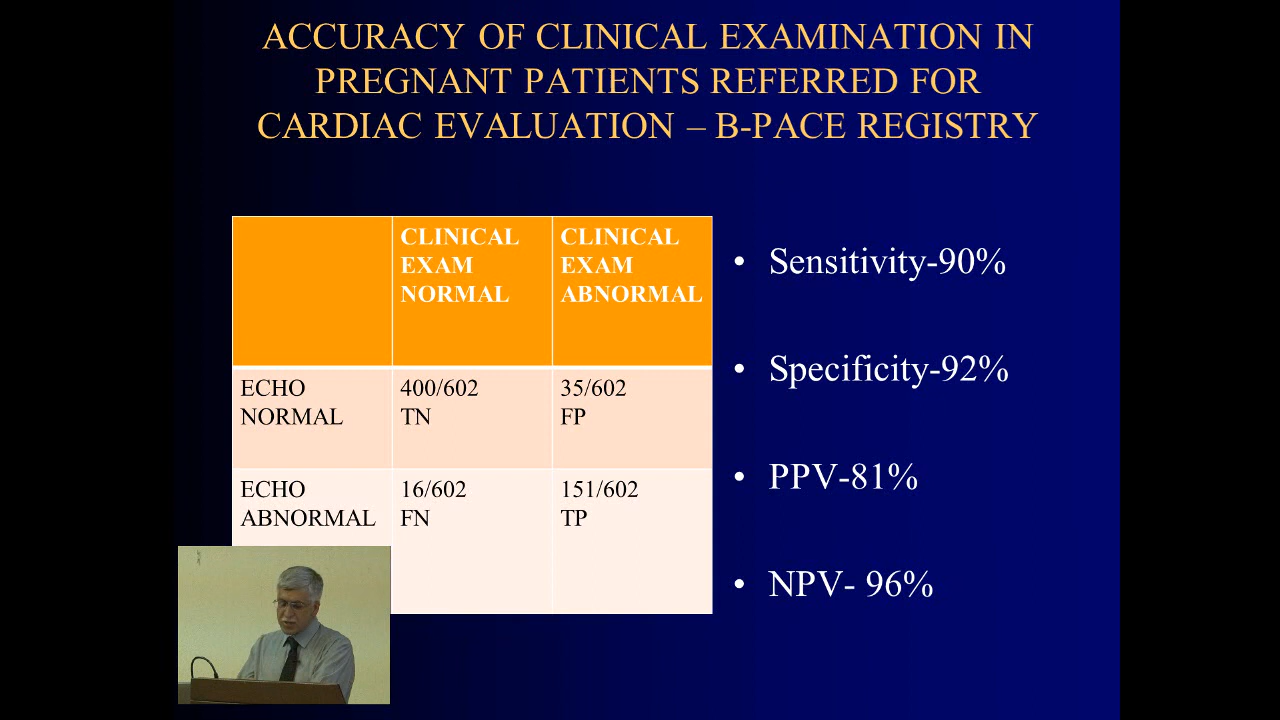 ACCURACY OF CLINICAL EXAMINATION IN
PREGNANT PATIENTS REFERRED FOR
CARDIAC EVALUATION – B-PACE REGISTRY
CLINICAL
EXAM
NORMAL
CLINICAL
EXAM
ABNORMAL
ECHO
NORMAL
400/602
TN
35/602
FP
ECHO
ABNORMAL
16/602
FN
151/602
TP
• Sensitivity-90%
• Specificity-92%
• PPV-81%
• NPV- 96%